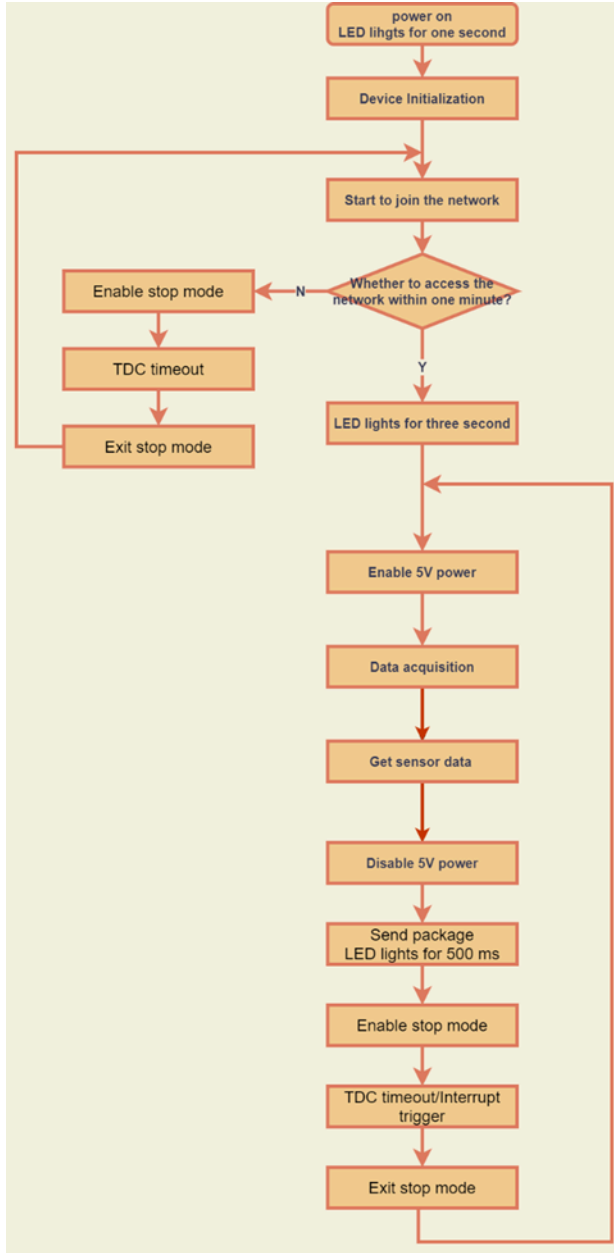 power on
LED lihgts for one second
Device Initialization
Start to join the network
Whether to access the
network within one minute?
N
Enable stop mode
TDC timeout
Exit stop mode
Y
LED lights for three second
Enable 5V power
Data acquisition
Get sensor data
Disable 5V power
Send package
LED lights for 500 ms
Enable stop mode
TDC timeout/Interrupt
trigger
Exit stop mode